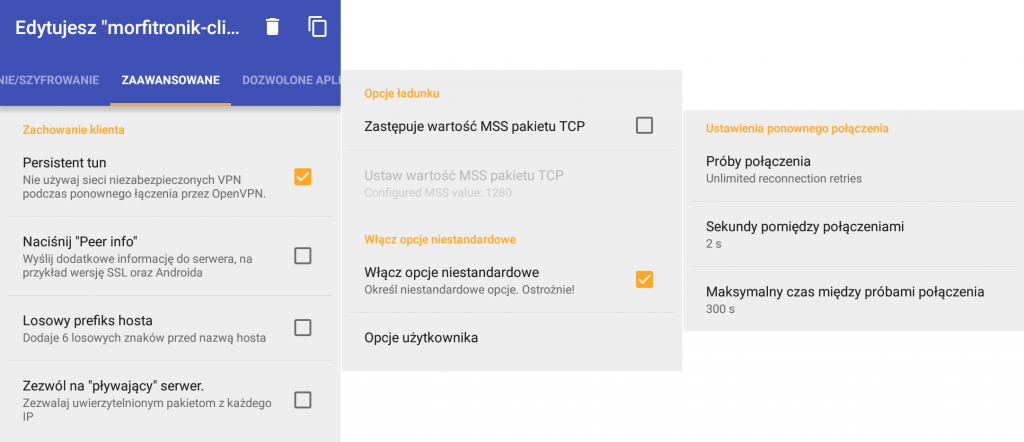 Edytujesz "morfitronik-cli...
NIE/SZYFROWANIE ZAAWANSOWANE DOZWOLONE APLI
Zachowanie klienta
Persistent tun
Nie używaj sieci niezabezpieczonych VPN
podczas ponownego łączenia przez OpenVPN.
Naciśnij "Peer info"
Wyślij dodatkowe informację do serwera, na
przykład wersję SSL oraz Androida
Losowy prefiks hosta
Dodaje 6 losowych znaków przed nazwą hosta
Zezwól na "pływający" serwer.
Zezwalaj uwierzytelnionym pakietom z każdego
IP
Opcje ładunku
Zastępuje wartość MSS pakietu TCP
Ustaw wartość MSS pakietu TCP
Configured MSS value: 1280
Włącz opcje niestandardowe
Włącz opcje niestandardowe
Określ niestandardowe opcje. Ostrożnie!
Opcje użytkownika
Ustawienia ponownego połączenia
Próby połączenia
Unlimited reconnection retries
Sekundy pomiędzy połączeniami
2 s
Maksymalny czas między próbami połączenia
300 s